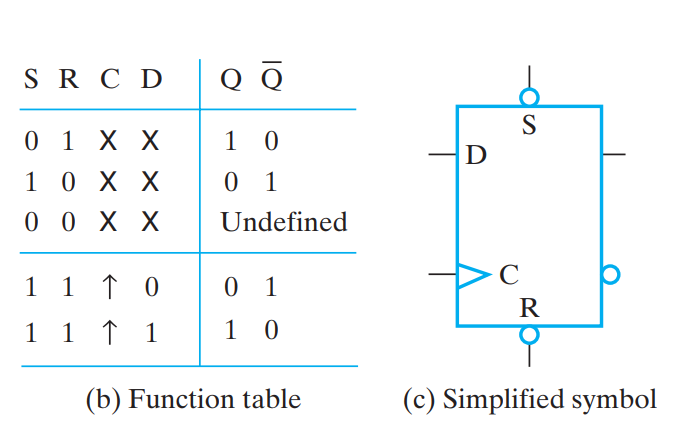 S R C D Q Q̅
0 1 X X 1 0
1 0 X X 0 1
0 0 X X Undefined
1 1 ↑ 0 0 1
1 1 ↑ 1 1 0
(b) Function table
S
D
C
R
(c) Simplified symbol